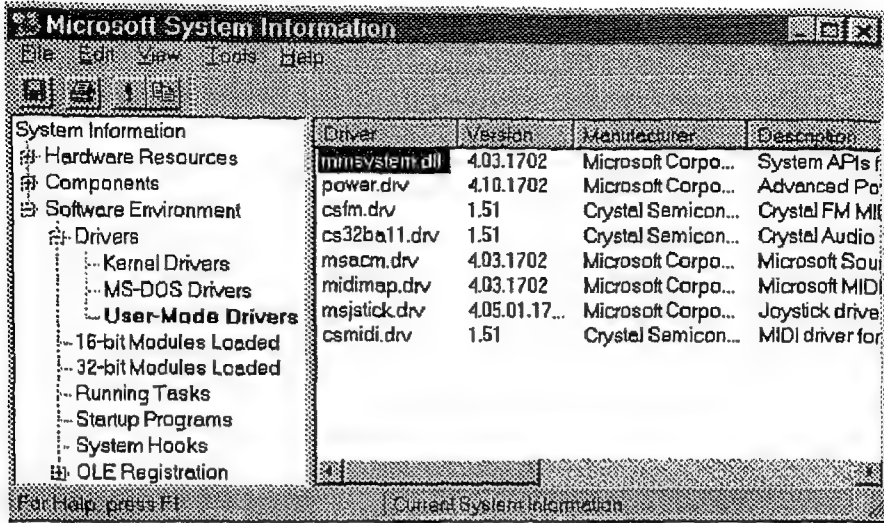 Microsoft System Information
File Edit View Tools Help
System Information
Hardware Resources
Components
Software Environment
Drivers
Kernel Drivers
MS-DOS Drivers
User-Mode Drivers
16-bit Modules Loaded
32-bit Modules Loaded
Running Tasks
Startup Programs
System Hooks
OLE Registration
Driver Version Manufacturer Description
mmsystem.dll 4.03.1702 Microsoft Corpo... System APIs f
power.drv 4.10.1702 Microsoft Corpo... Advanced Po
csfm.drv 1.51 Crystal Semicon... Crystal FM MI
cs32ba11.drv 1.51 Crystal Semicon... Crystal Audio
msacm.drv 4.03.1702 Microsoft Corpo... Microsoft Sou
midimap.drv 4.03.1702 Microsoft Corpo... Microsoft MIDI
msjstick.drv 4.05.01.17... Microsoft Corpo... Joystick drive
csmidi.drv 1.51 Crystal Semicon... MIDI driver for
For Help, press F1 Current System Information